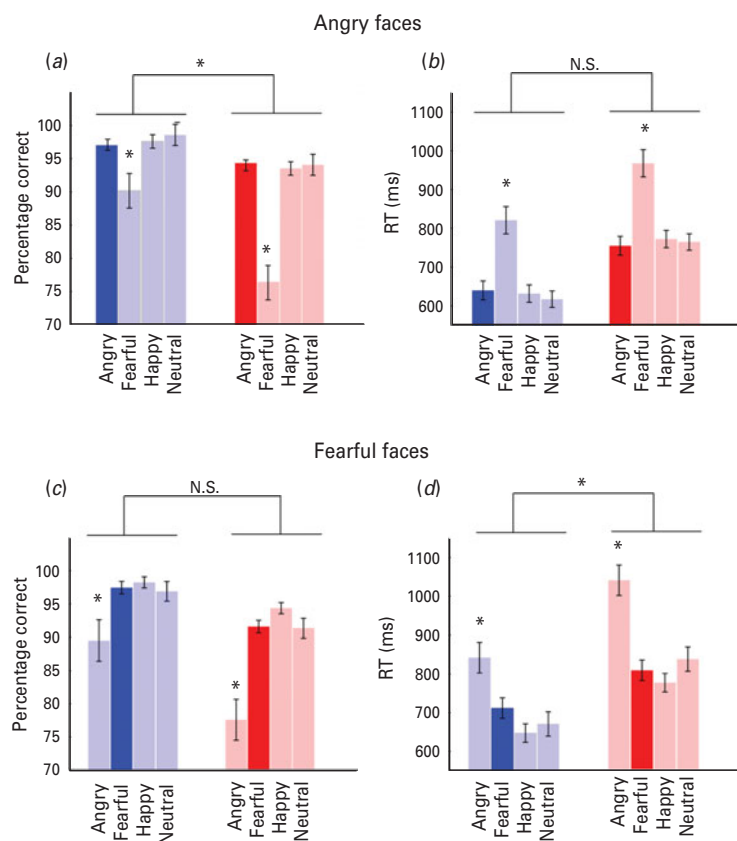 Angry faces
(a)
*
Percentage correct
100
95
90
85
80
75
70
*
*
Angry
Fearful
Happy
Neutral
Angry
Fearful
Happy
Neutral
(b)
N.S.
RT (ms)
1100
1000
900
800
700
600
*
*
Angry
Fearful
Happy
Neutral
Angry
Fearful
Happy
Neutral
Fearful faces
(c)
N.S.
Percentage correct
100
95
90
80
75
70
*
*
Angry
Fearful
Happy
Neutral
Angry
Fearful
Happy
Neutral
(d)
*
RT (ms)
1100
1000
900
800
700
600
*
*
Angry
Fearful
Happy
Neutral
Angry
Fearful
Happy
Neutral